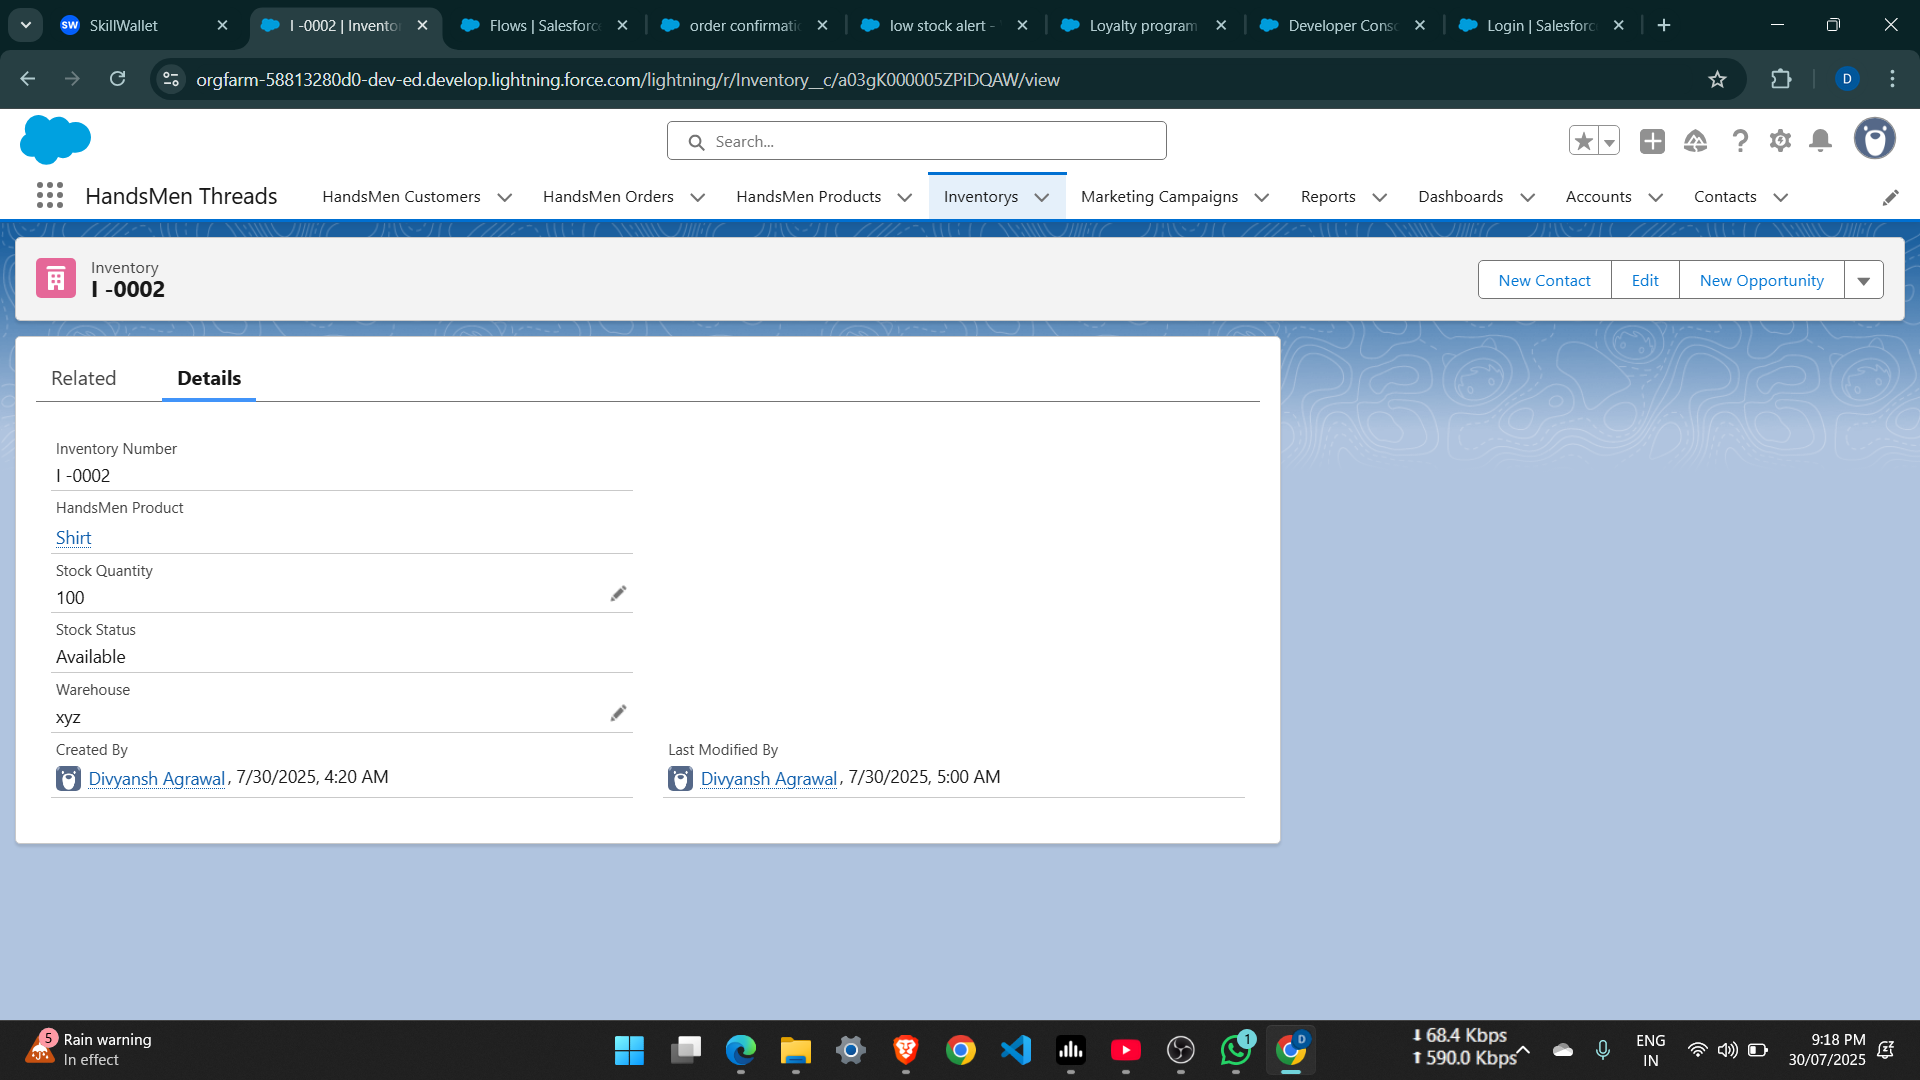 SW SkillWallet
I -0002 | Invento
Flows | Salesforc
order confirmatio
low stock alert -
Loyalty program
Developer Conso
Login | Salesforc
orgfarm-58813280d0-dev-ed.develop.lightning.force.com/lightning/r/Inventory__c/a03gK000005ZPiDQAW/view
D
Search...
HandsMen Threads
HandsMen Customers
HandsMen Orders
HandsMen Products
Inventorys
Marketing Campaigns
Reports
Dashboards
Accounts
Contacts
Inventory
I -0002
New Contact
Edit
New Opportunity
Related
Details
Inventory Number
I -0002
HandsMen Product
Shirt
Stock Quantity
100
Stock Status
Available
Warehouse
xyz
Created By
Divyansh Agrawal, 7/30/2025, 4:20 AM
Last Modified By
Divyansh Agrawal, 7/30/2025, 5:00 AM
5
Rain warning
In effect
1
D
68.4 Kbps
590.0 Kbps
ENG
IN
9:18 PM
30/07/2025